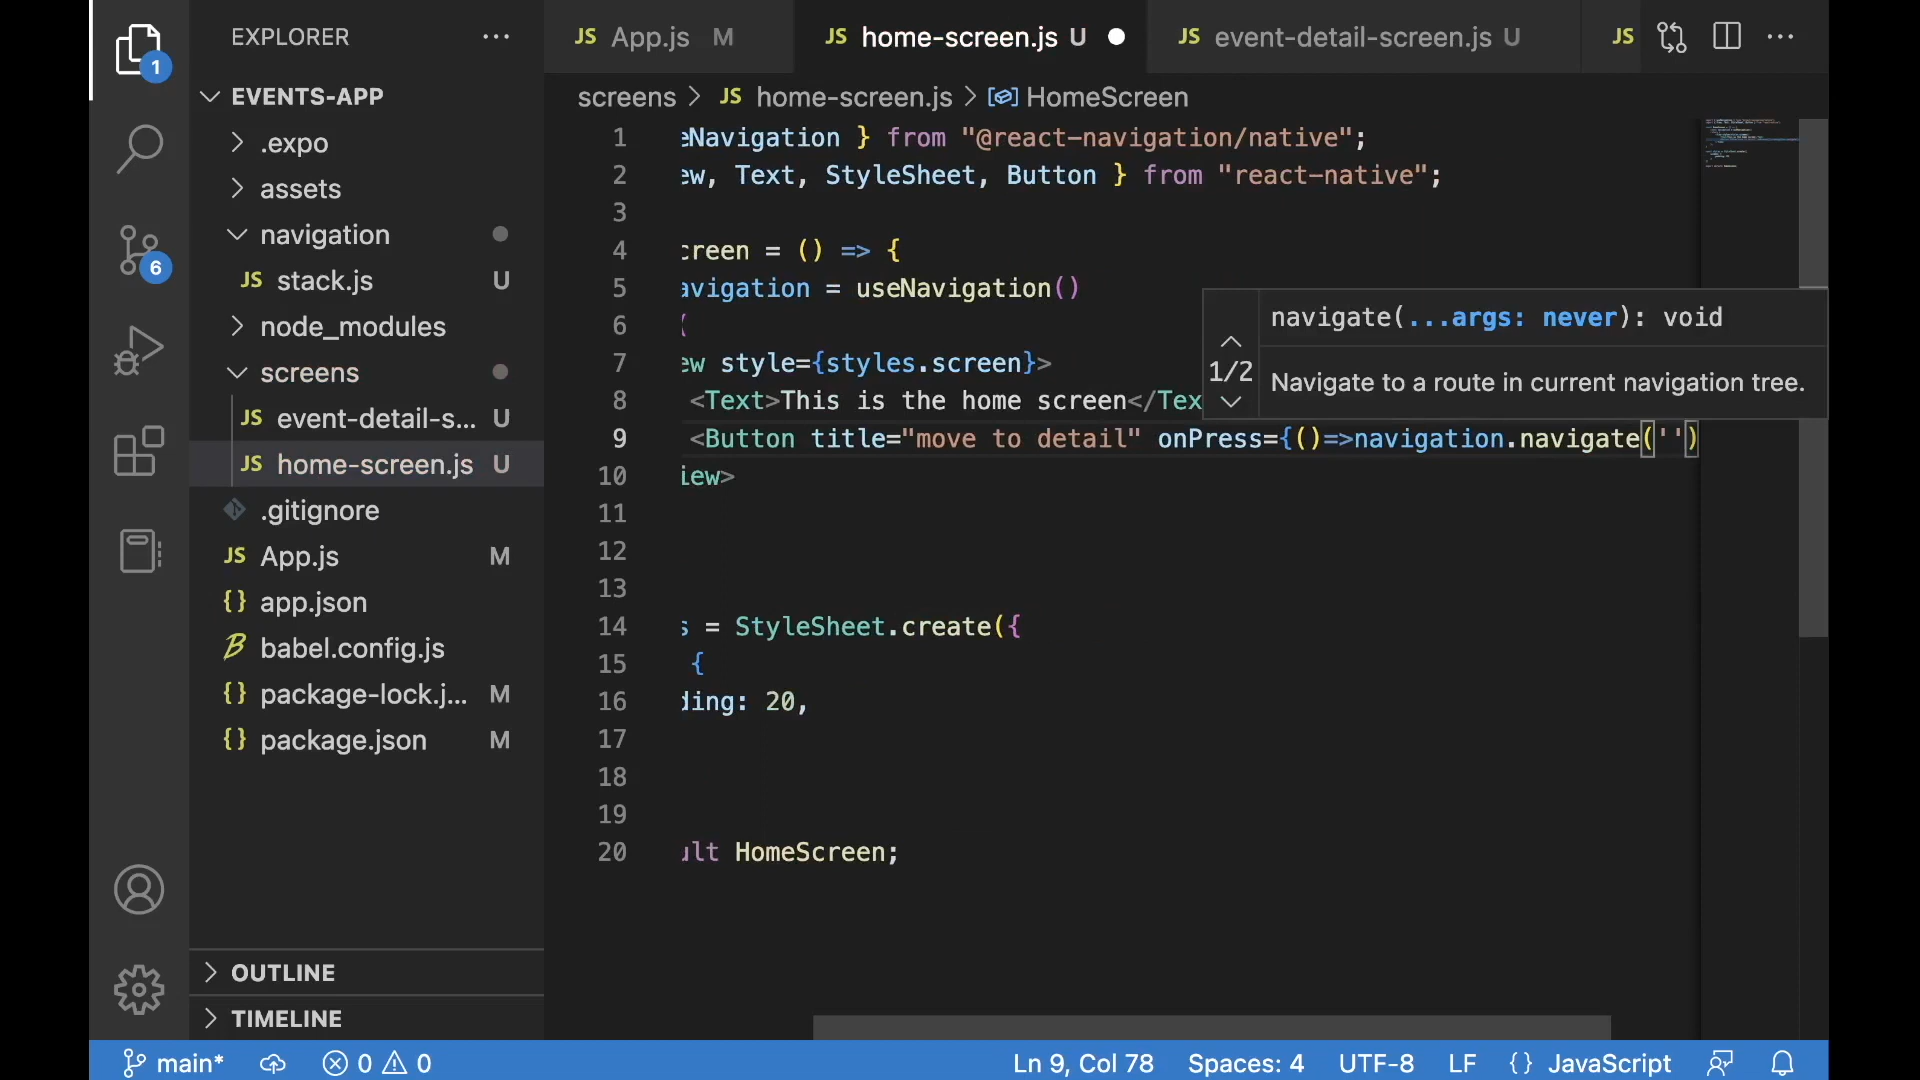 1
6
EXPLORER ...
EVENTS-APP
.expo
assets
navigation
JS stack.js U
node_modules
screens
JS event-detail-s... U
JS home-screen.js U
.gitignore
JS App.js M
{} app.json
babel.config.js
{} package-lock.j... M
{} package.json M
OUTLINE
TIMELINE
JS App.js M
JS home-screen.js U
JS event-detail-screen.js U
JS
screens > JS home-screen.js > HomeScreen
1 eNavigation } from "@react-navigation/native";
2 ew, Text, StyleSheet, Button } from "react-native";
3
4 creen = () => {
5 avigation = useNavigation()
6 (
7 ew style={styles.screen}>
8 <Text>This is the home screen</Tex
9 <Button title="move to detail" onPress={()=>navigation.navigate('')
10 iew>
11
12
13
14 s = StyleSheet.create({
15 {
16 ding: 20,
17
18
19
20 ult HomeScreen;
1/2
navigate(...args: never): void
Navigate to a route in current navigation tree.
main* 0 0 Ln 9, Col 78 Spaces: 4 UTF-8 LF {} JavaScript